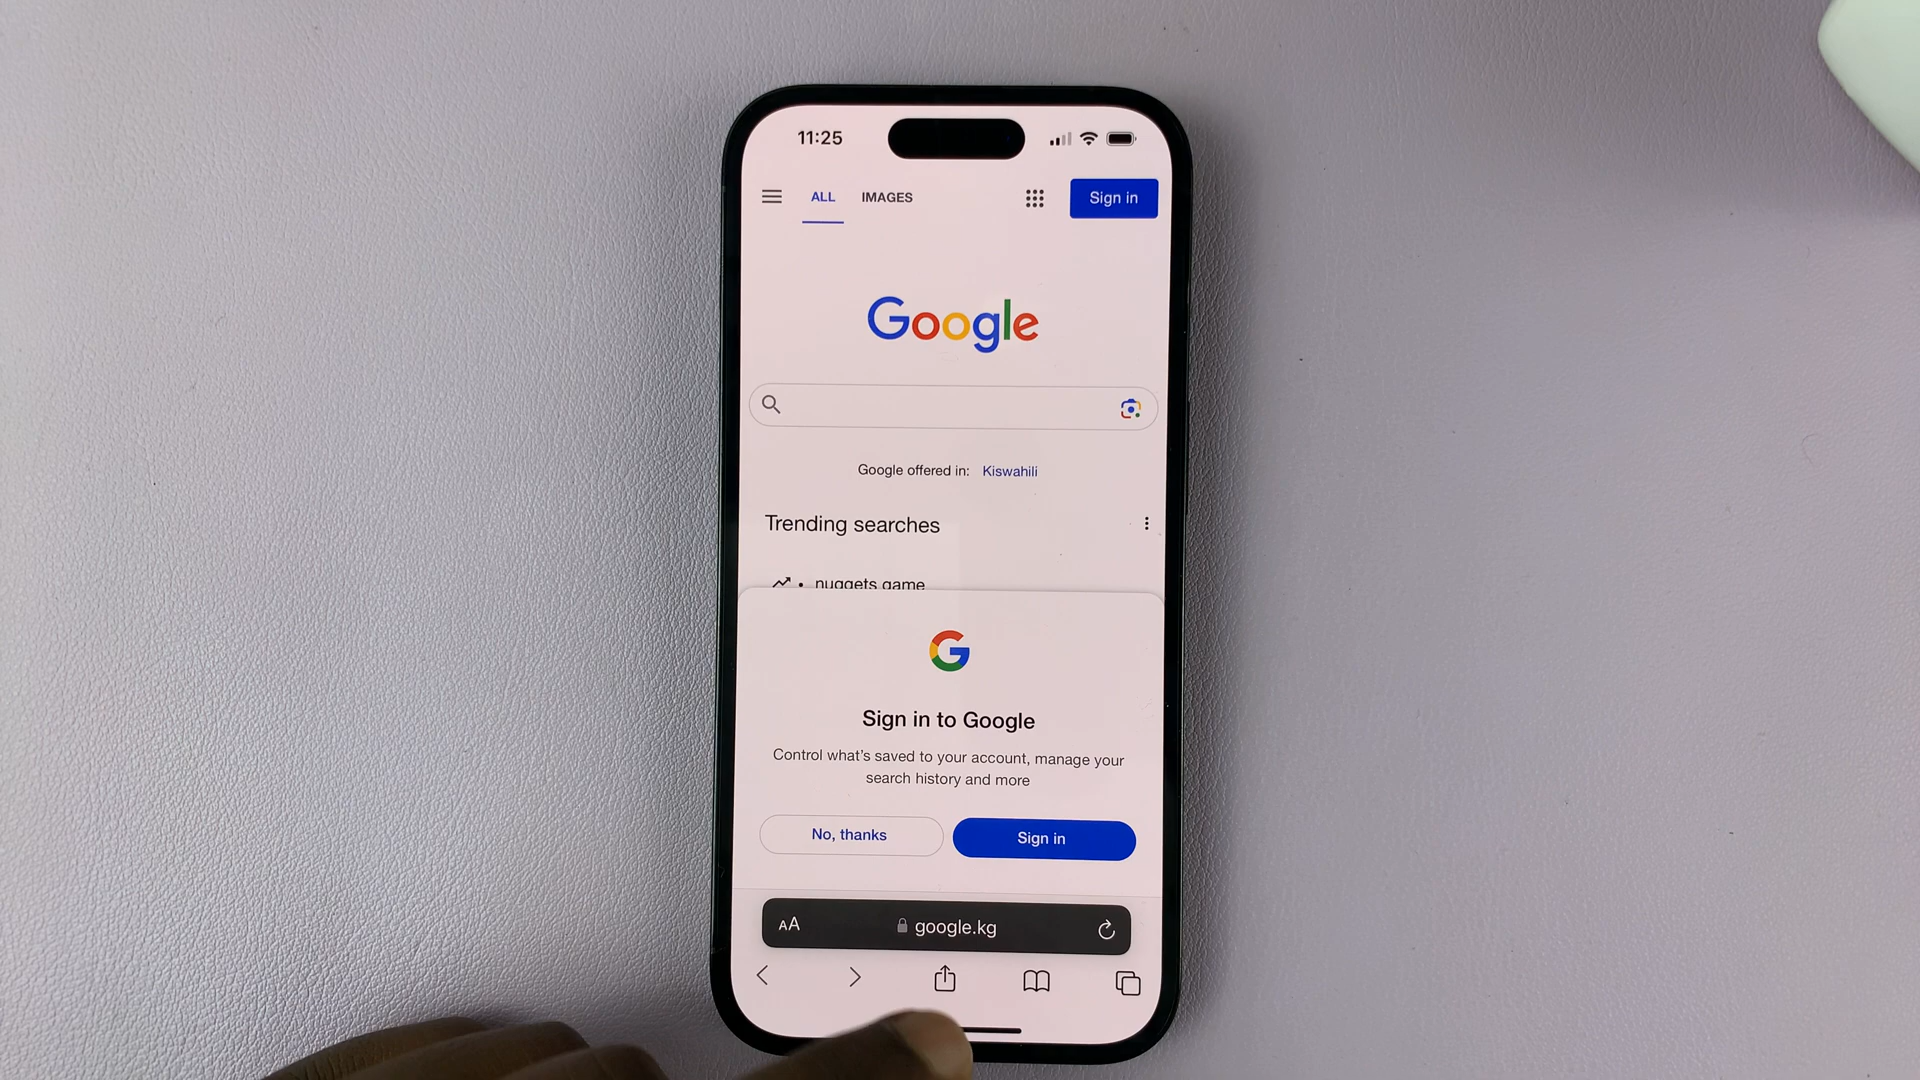 11:25
ALL IMAGES Sign in
Google
Google offered in: Kiswahili
Trending searches
nuggets game
G
Sign in to Google
Control what's saved to your account, manage your
search history and more
No, thanks Sign in
AA google.kg